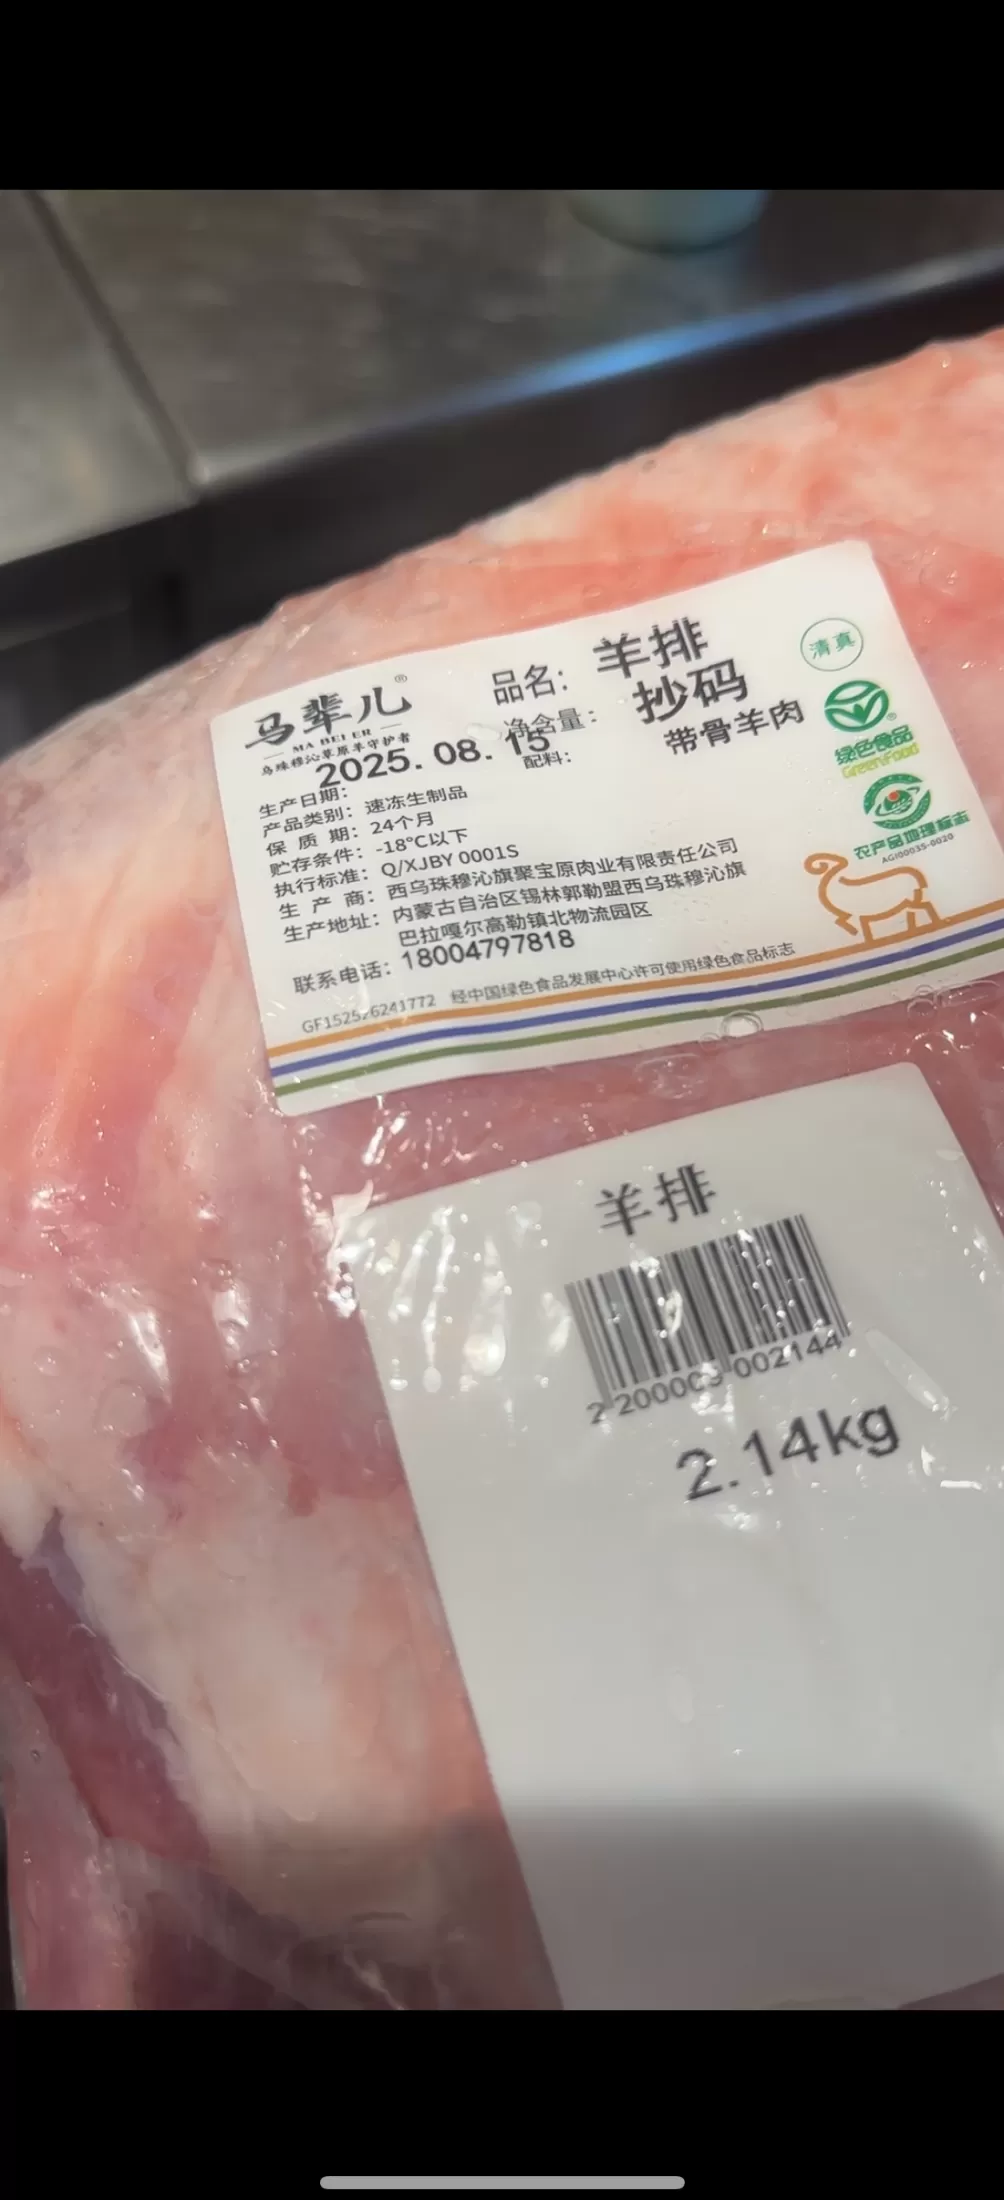 马辈儿®
MA BEI ER
乌珠穆沁草原羊守护者
品名: 羊排
净含量: 抄码
配料: 带骨羊肉
生产日期: 2025. 08. 15
产品类别: 速冻生制品
保 质 期: 24个月
贮存条件: -18°C以下
执行标准: Q/XJBY 0001S
生 产 商: 西乌珠穆沁旗聚宝原肉业有限责任公司
生产地址: 内蒙古自治区锡林郭勒盟西乌珠穆沁旗
巴拉嘎尔高勒镇北物流园区
联系电话: 18004797818
GF152526241772 经中国绿色食品发展中心许可使用绿色食品标志
清真
绿色食品®
GreenFood
农产品地理标志
AGI00035-0020
羊排
2 200003 002144
2.14kg